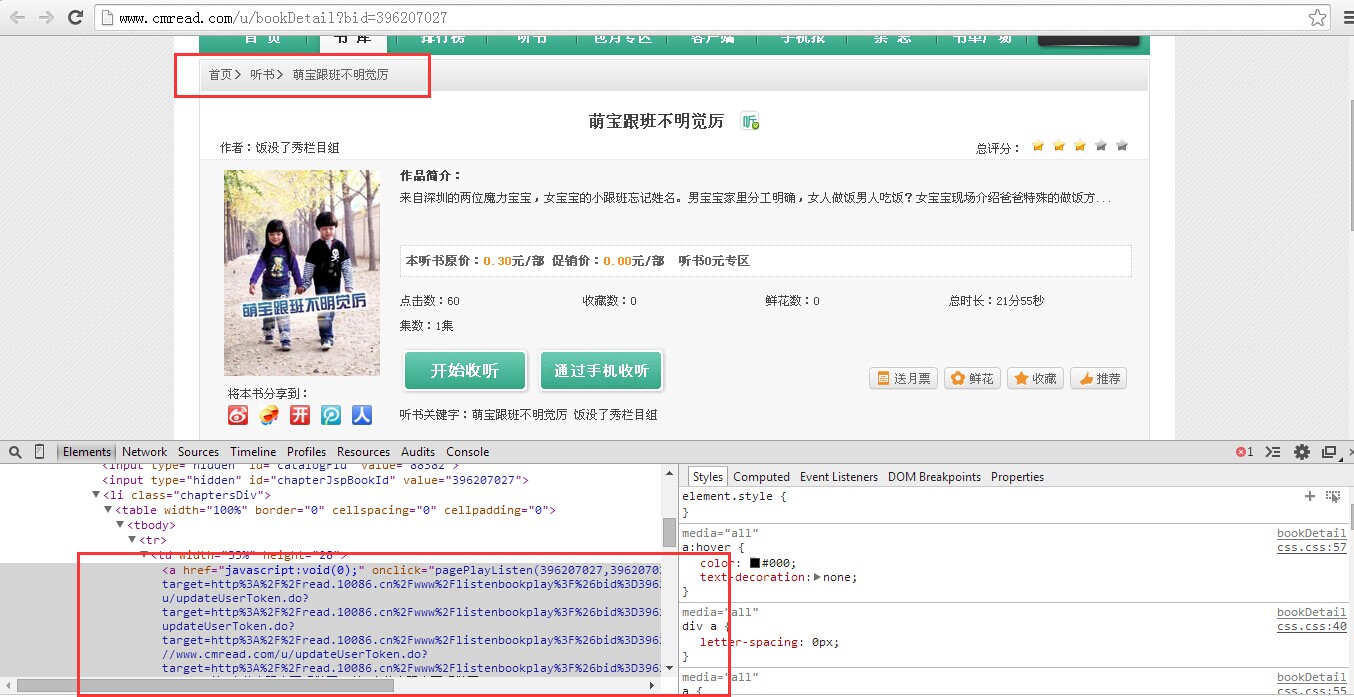 www.cmread.com/u/bookDetail?bid=396207027
首页 书库 排行榜 听书 包月专区 客户端 手机报 杂志 书单广场
首页> 听书> 萌宝跟班不明觉厉
萌宝跟班不明觉厉 听
作者：饭没了秀栏目组 总评分：
作品简介：
来自深圳的两位魔力宝宝，女宝宝的小跟班忘记姓名。男宝宝家里分工明确，女人做饭男人吃饭？女宝宝现场介绍爸爸特殊的做饭方...
萌宝跟班不明觉厉
本听书原价：0.30元/部 促销价：0.00元/部 听书0元专区
点击数：60 收藏数：0 鲜花数：0 总时长：21分55秒
集数：1集
开始收听 通过手机收听 送月票 鲜花 收藏 推荐
将本书分享到：
开 人
听书关键字：萌宝跟班不明觉厉 饭没了秀栏目组
Elements Network Sources Timeline Profiles Resources Audits Console 1
<input type="hidden" id="catalogFId" value="88382">
<input type="hidden" id="chapterJspBookId" value="396207027">
<li class="chaptersDiv">
<table width="100%" border="0" cellspacing="0" cellpadding="0">
<tbody>
<tr>
<td width="35%" height="28">
<a href="javascript:void(0);" onclick="pagePlayListen(396207027,3962070
target=http%3A%2F%2Fread.10086.cn%2Fwww%2Flistenbookplay%3F%26bid%3D396
u/updateUserToken.do?
target=http%3A%2F%2Fread.10086.cn%2Fwww%2Flistenbookplay%3F%26bid%3D396
updateUserToken.do?
target=http%3A%2F%2Fread.10086.cn%2Fwww%2Flistenbookplay%3F%26bid%3D396
//www.cmread.com/u/updateUserToken.do?
target=http%3A%2F%2Fread.10086.cn%2Fwww%2Flistenbookplay%3F%26bid%3D396
Styles Computed Event Listeners DOM Breakpoints Properties
element.style {
}
media="all" bookDetail
a:hover { css.css:57
color: #000;
text-decoration: none;
}
media="all" bookDetail
div a { css.css:40
letter-spacing: 0px;
}
media="all" bookDetail
a { css.css:55